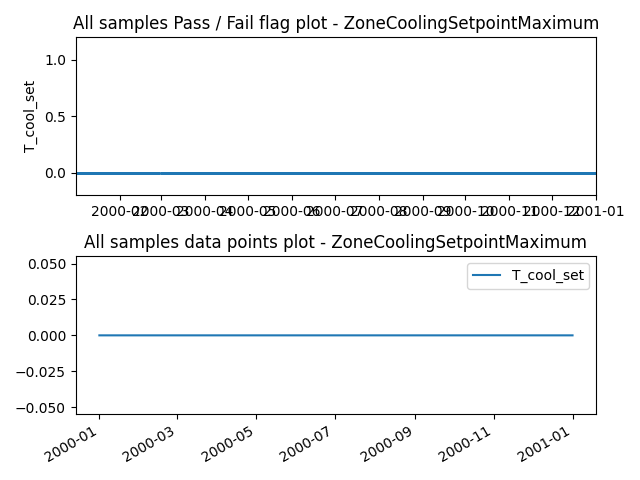 All samples Pass / Fail flag plot - ZoneCoolingSetpointMaximum
T_cool_set
1.0
0.5
0.0
2000-02 2000-03 2000-04 2000-05 2000-06 2000-07 2000-08 2000-09 2000-10 2000-11 2000-12 2001-01
All samples data points plot - ZoneCoolingSetpointMaximum
0.050
0.025
0.000
−0.025
−0.050
T_cool_set
2000-01 2000-03 2000-05 2000-07 2000-09 2000-11 2001-01